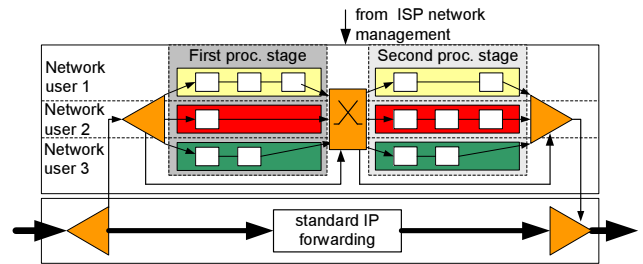 from ISP network
management
First proc. stage
Second proc. stage
Network
user 1
Network
user 2
Network
user 3
standard IP
forwarding